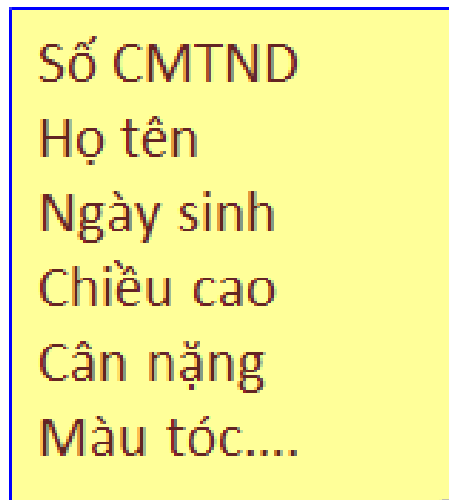 Số CMTND
Họ tên
Ngày sinh
Chiều cao
Cân nặng
Màu tóc....